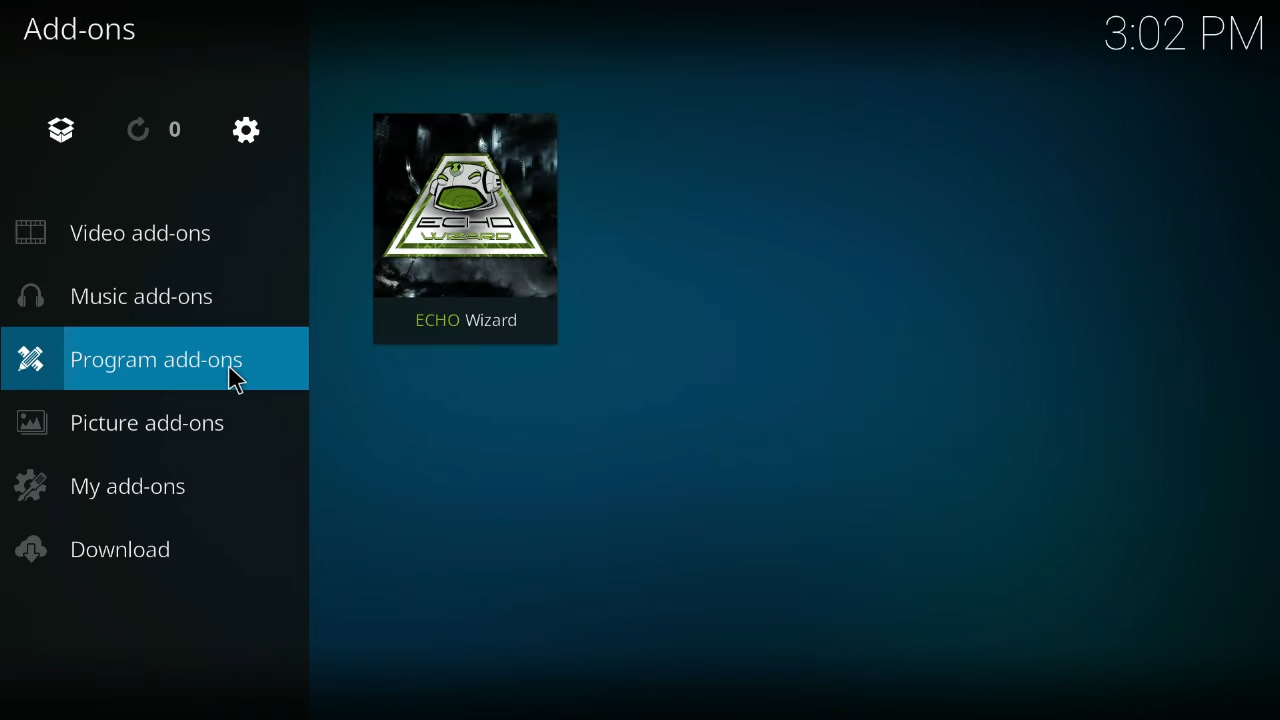 Add-ons
3:02 PM
0
Video add-ons
Music add-ons
Program add-ons
Picture add-ons
My add-ons
Download
ECHO
WIZARD
ECHO Wizard